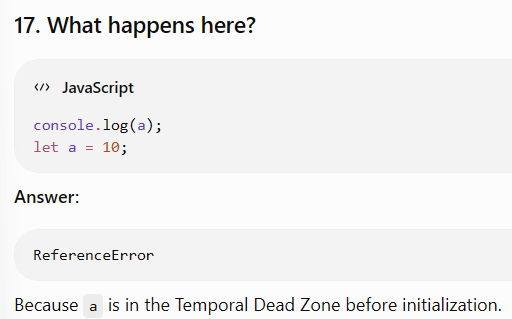 17. What happens here?
</> JavaScript
console.log(a);
let a = 10;
Answer:
ReferenceError
Because a is in the Temporal Dead Zone before initialization.